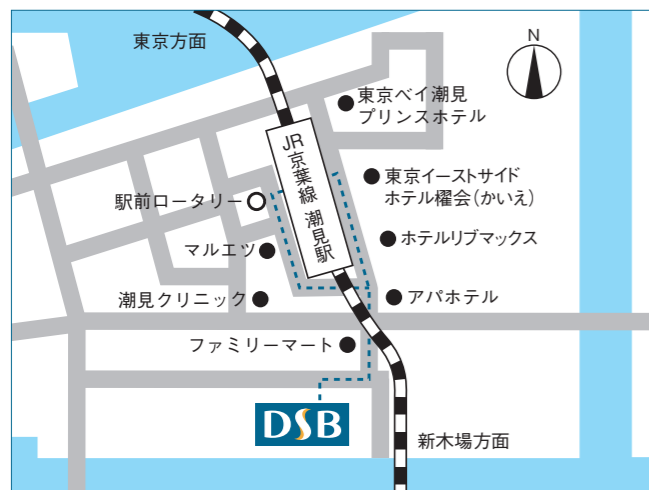 東京方面
N
東京ベイ潮見
プリンスホテル
JR京葉線 潮見駅
東京イーストサイド
ホテル櫂会(かいえ)
駅前ロータリー
ホテルリブマックス
マルエツ
潮見クリニック
アパホテル
ファミリーマート
DSB
新木場方面